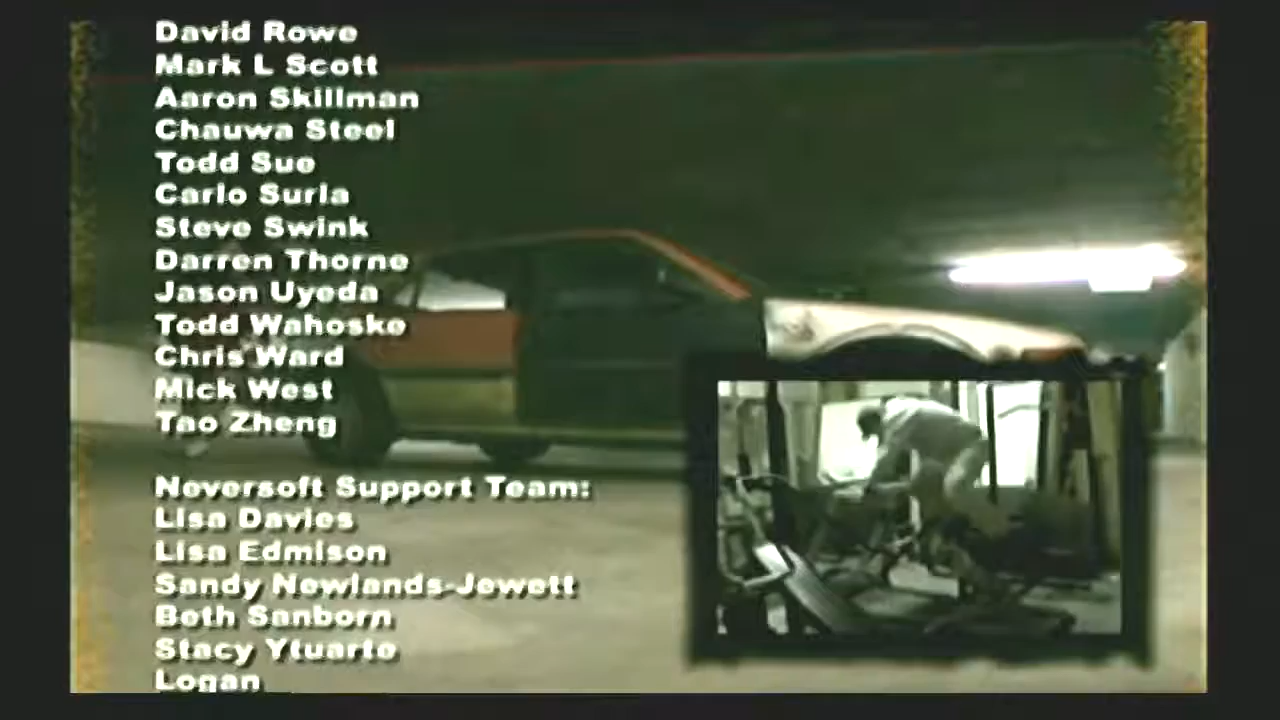 David Rowe
Mark L Scott
Aaron Skillman
Chauwa Steel
Todd Sue
Carlo Surla
Steve Swink
Darren Thorne
Jason Uyeda
Todd Wahoske
Chris Ward
Mick West
Tao Zheng
Neversoft Support Team:
Lisa Davies
Lisa Edmison
Sandy Newlands-Jewett
Beth Sanborn
Stacy Ytuarte
Logan